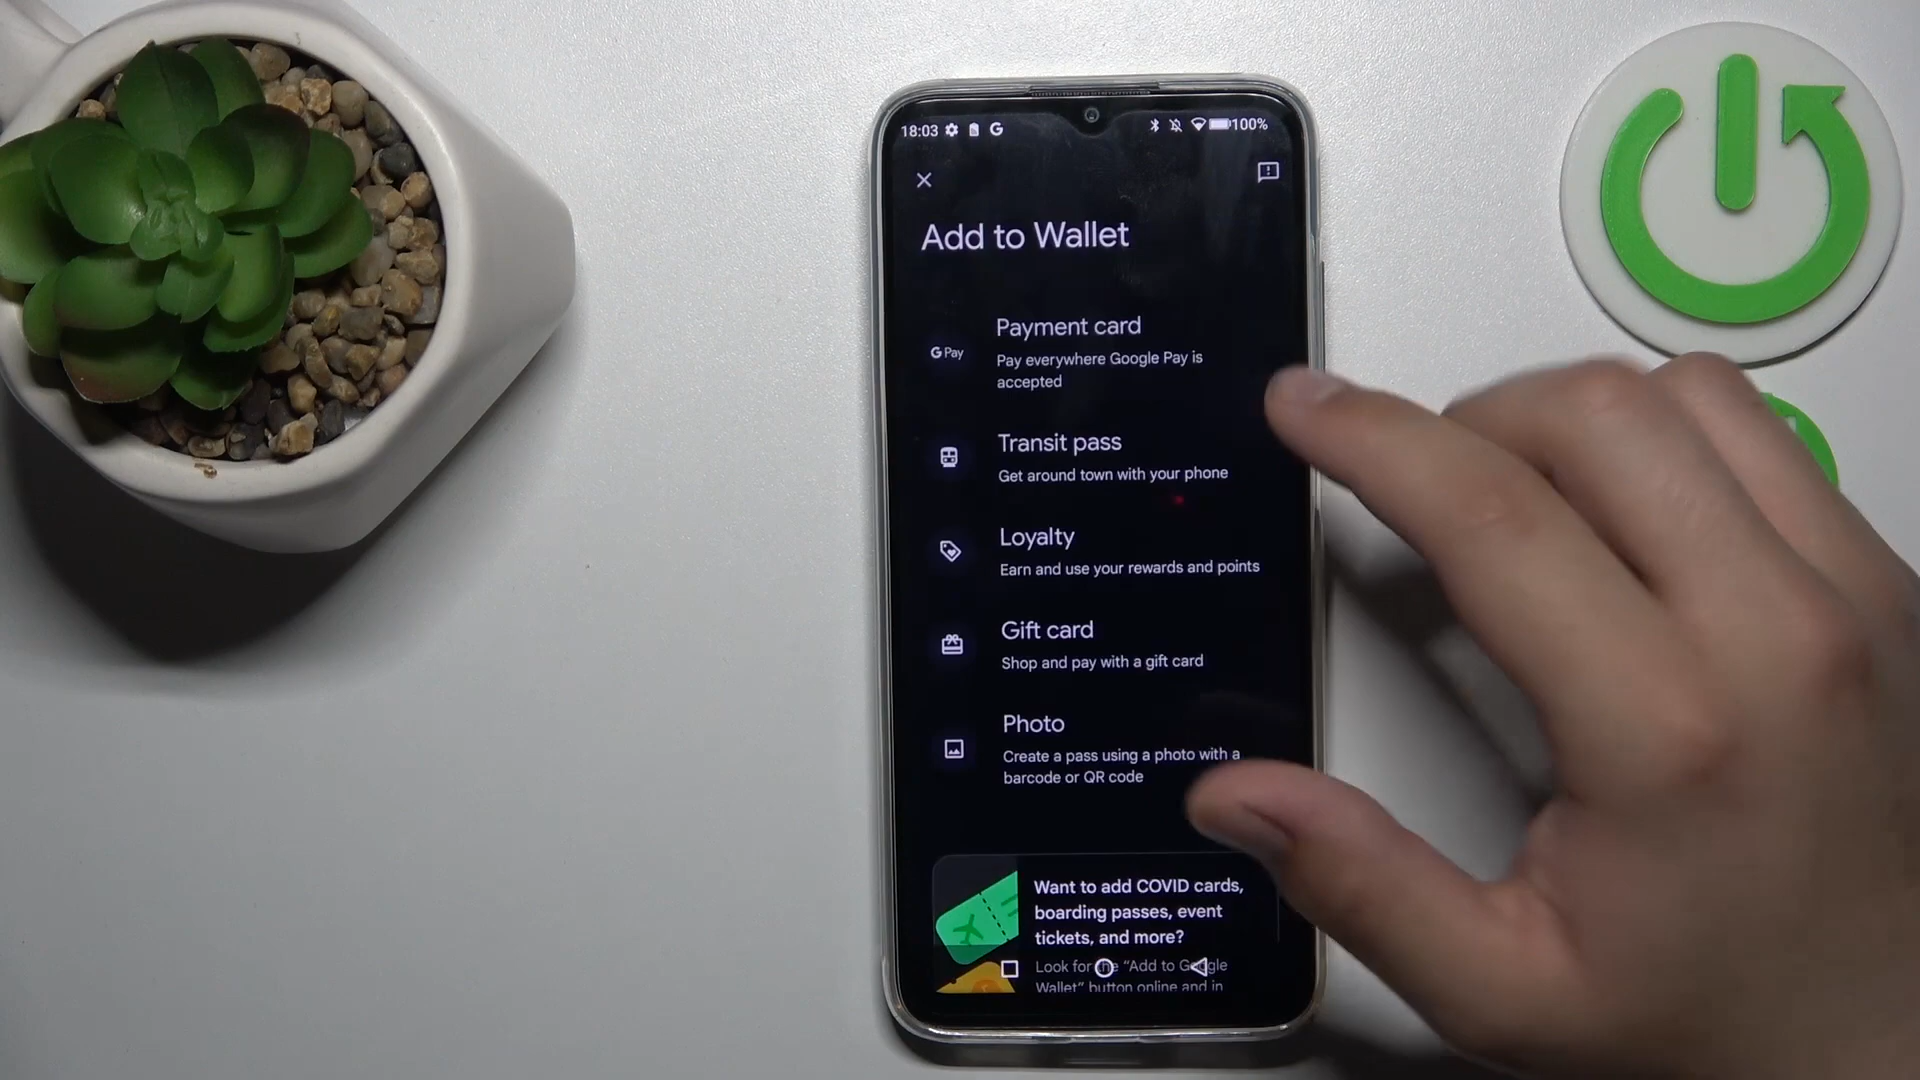 18:03 G 100%
Add to Wallet
Payment card
G Pay
Pay everywhere Google Pay is
accepted
Transit pass
Get around town with your phone
Loyalty
Earn and use your rewards and points
Gift card
Shop and pay with a gift card
Photo
Create a pass using a photo with a
barcode or QR code
Want to add COVID cards,
boarding passes, event
tickets, and more?
Look for the “Add to Google
Wallet” button online and in